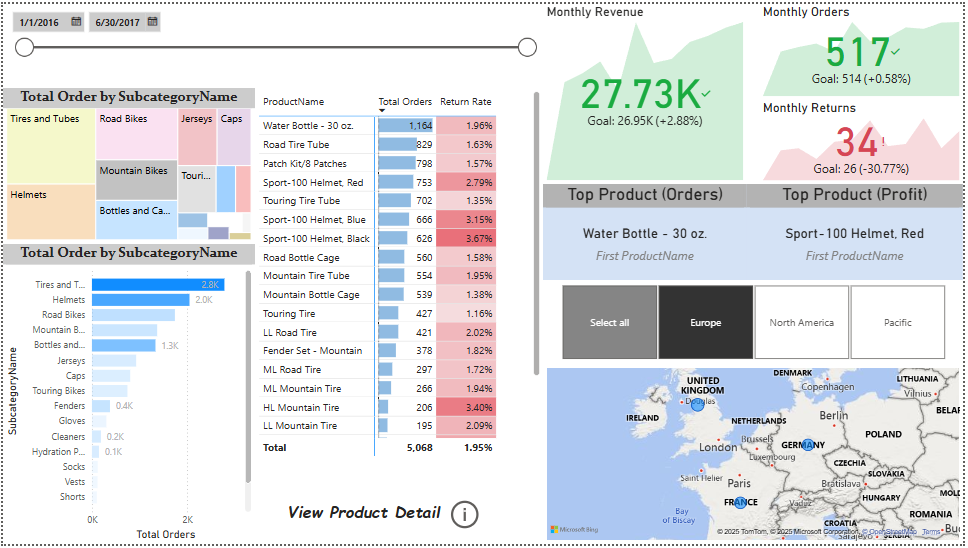 1/1/2016
6/30/2017
Total Order by SubcategoryName
Tires and Tubes
Road Bikes
Jerseys
Caps
Mountain Bikes
Touri...
Helmets
Bottles and Ca...
Total Order by SubcategoryName
SubcategoryName
Tires and T...
2.8K
Helmets
2.0K
Road Bikes
Mountain B...
Bottles and...
1.3K
Jerseys
Caps
Touring Bikes
Fenders
0.4K
Gloves
Cleaners
0.2K
Hydration P...
0.1K
Socks
Vests
Shorts
0K
2K
Total Orders
ProductName Total Orders Return Rate
Water Bottle - 30 oz. 1,164 1.96%
Road Tire Tube 829 1.63%
Patch Kit/8 Patches 798 1.57%
Sport-100 Helmet, Red 753 2.79%
Touring Tire Tube 702 1.35%
Sport-100 Helmet, Blue 666 3.15%
Sport-100 Helmet, Black 626 3.67%
Road Bottle Cage 560 1.58%
Mountain Tire Tube 554 1.95%
Mountain Bottle Cage 539 1.38%
Touring Tire 427 1.16%
LL Road Tire 421 2.02%
Fender Set - Mountain 378 1.82%
ML Road Tire 297 1.72%
ML Mountain Tire 266 1.94%
HL Mountain Tire 206 3.40%
LL Mountain Tire 195 2.09%
Total 5,068 1.95%
View Product Detail
i
Monthly Revenue
27.73K
Goal: 26.95K (+2.88%)
Monthly Orders
517
Goal: 514 (+0.58%)
Monthly Returns
34!
Goal: 26 (-30.77%)
Top Product (Orders)
Water Bottle - 30 oz.
First ProductName
Top Product (Profit)
Sport-100 Helmet, Red
First ProductName
Select all
Europe
North America
Pacific
DENMARK
Copenhagen
LITHUANIA
Vilnius
UNITED
KINGDOM
Douglas
IRELAND
BELAR
NETHERLANDS
Berlin
POLAND
London
Brussels
GERMANY
Luxembourg
CZECHIA
Saint Helier
Paris
SLOVAKIA
Bratislava
FRANCE
Vaduz
HUNGARY
MOLD
Bay
of Biscay
CROATIA
ROMANIA
Sarajevo
SERBIA
Microsoft Bing
© 2025 TomTom, © 2025 Microsoft Corporation, © OpenStreetMap Terms